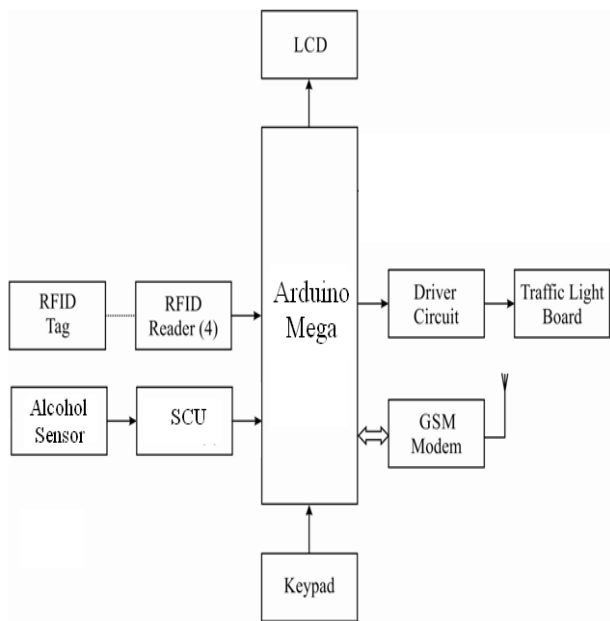 LCD
Arduino
Mega
RFID
Tag
RFID
Reader (4)
Driver
Circuit
Traffic Light
Board
Alcohol
Sensor
SCU
GSM
Modem
Keypad